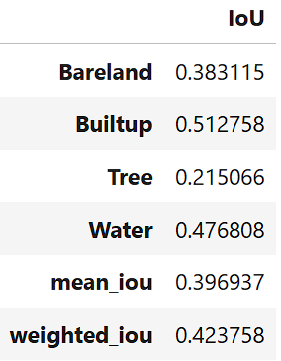 IoU
Bareland 0.383115
Builtup 0.512758
Tree 0.215066
Water 0.476808
mean_iou 0.396937
weighted_iou 0.423758